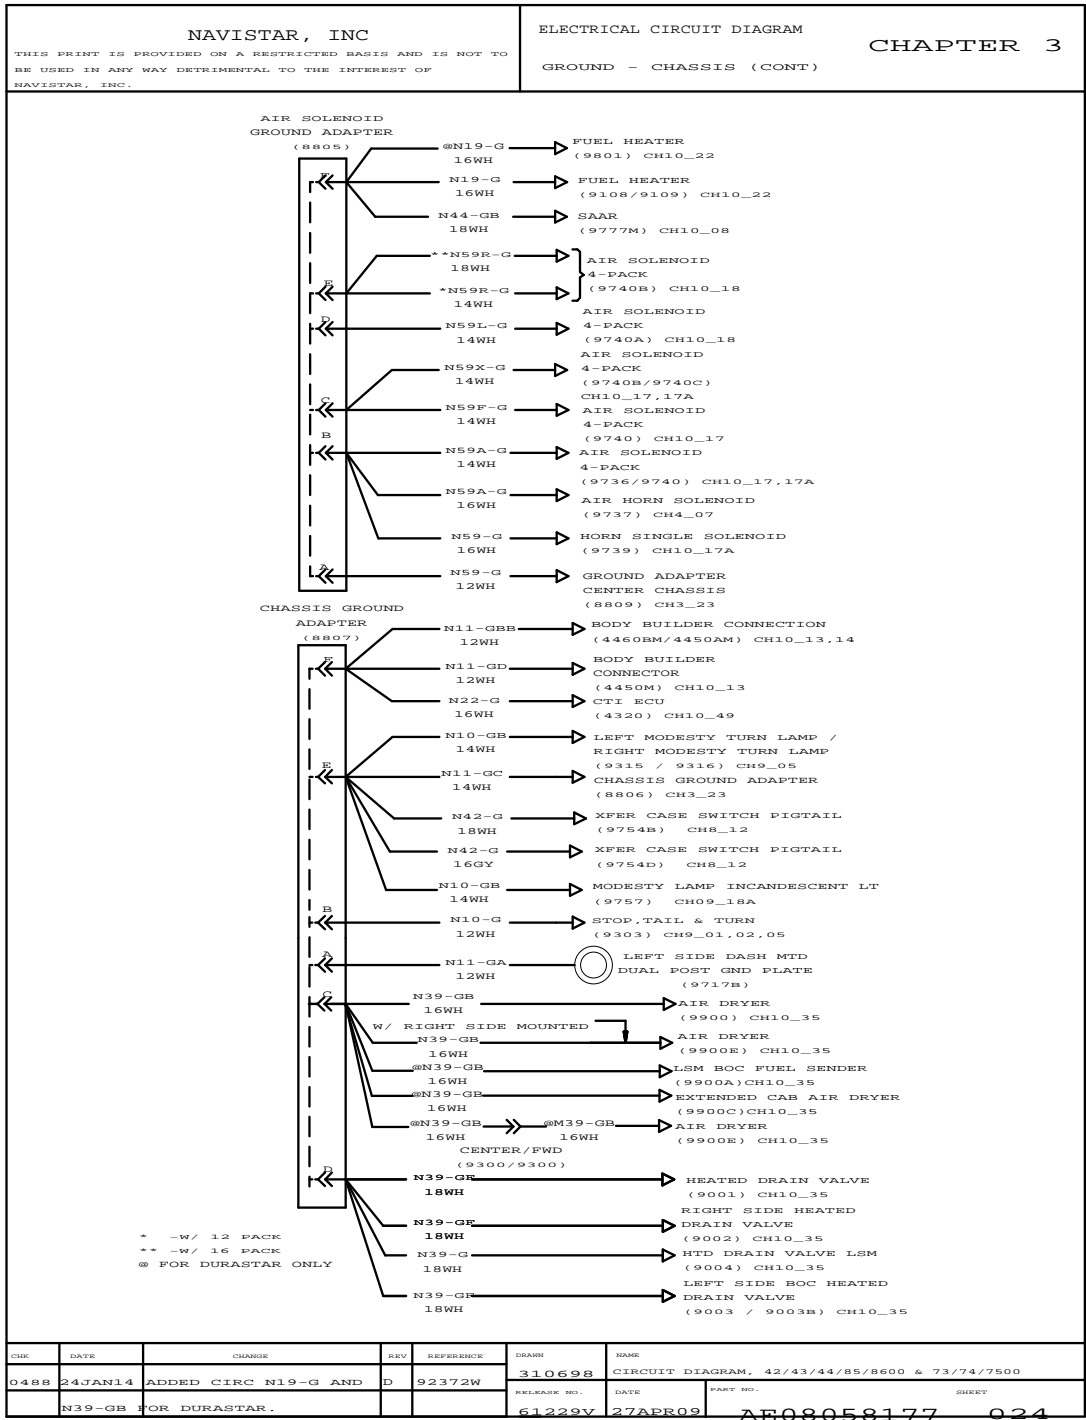 NAVISTAR, INC
THIS PRINT IS PROVIDED ON A RESTRICTED BASIS AND IS NOT TO
BE USED IN ANY WAY DETRIMENTAL TO THE INTEREST OF
NAVISTAR, INC.
ELECTRICAL CIRCUIT DIAGRAM
GROUND - CHASSIS (CONT)
CHAPTER 3
AIR SOLENOID
GROUND ADAPTER
(8805)
F
@N19-G
16WH
FUEL HEATER
(9801) CH10_22
N19-G
16WH
FUEL HEATER
(9108/9109) CH10_22
N44-GB
18WH
SAAR
(9777M) CH10_08
E
**N59R-G
18WH
*N59R-G
14WH
AIR SOLENOID
4-PACK
(9740B) CH10_18
D
N59L-G
14WH
AIR SOLENOID
4-PACK
(9740A) CH10_18
C
N59X-G
14WH
AIR SOLENOID
4-PACK
(9740B/9740C)
CH10_17,17A
N59F-G
14WH
AIR SOLENOID
4-PACK
(9740) CH10_17
B
N59A-G
14WH
AIR SOLENOID
4-PACK
(9736/9740) CH10_17,17A
N59A-G
16WH
AIR HORN SOLENOID
(9737) CH4_07
N59-G
16WH
HORN SINGLE SOLENOID
(9739) CH10_17A
A
N59-G
12WH
GROUND ADAPTER
CENTER CHASSIS
(8809) CH3_23
CHASSIS GROUND
ADAPTER
(8807)
F
N11-GBB
12WH
BODY BUILDER CONNECTION
(4460BM/4450AM) CH10_13,14
N11-GD
12WH
BODY BUILDER
CONNECTOR
(4450M) CH10_13
N22-G
16WH
CTI ECU
(4320) CH10_49
E
N10-GB
14WH
LEFT MODESTY TURN LAMP /
RIGHT MODESTY TURN LAMP
(9315 / 9316) CH9_05
N11-GC
14WH
CHASSIS GROUND ADAPTER
(8806) CH3_23
N42-G
18WH
XFER CASE SWITCH PIGTAIL
(9754B) CH8_12
N42-G
16GY
XFER CASE SWITCH PIGTAIL
(9754D) CH8_12
N10-GB
14WH
MODESTY LAMP INCANDESCENT LT
(9757) CH09_18A
B
N10-G
12WH
STOP,TAIL & TURN
(9303) CH9_01,02,05
A
N11-GA
12WH
LEFT SIDE DASH MTD
DUAL POST GND PLATE
(9717B)
C
N39-GB
16WH
AIR DRYER
(9900) CH10_35
W/ RIGHT SIDE MOUNTED
N39-GB
16WH
AIR DRYER
(9900E) CH10_35
@N39-GB
16WH
LSM BOC FUEL SENDER
(9900A)CH10_35
@N39-GB
16WH
EXTENDED CAB AIR DRYER
(9900C)CH10_35
@N39-GB
16WH
@M39-GB
16WH
AIR DRYER
(9900E) CH10_35
CENTER/FWD
(9300/9300)
D
N39-GF
18WH
HEATED DRAIN VALVE
(9001) CH10_35
N39-GF
18WH
RIGHT SIDE HEATED
DRAIN VALVE
(9002) CH10_35
N39-G
18WH
HTD DRAIN VALVE LSM
(9004) CH10_35
N39-GF
18WH
LEFT SIDE BOC HEATED
DRAIN VALVE
(9003 / 9003B) CH10_35
* -W/ 12 PACK
** -W/ 16 PACK
@ FOR DURASTAR ONLY
CHK DATE CHANGE REV REFERENCE
0488 24JAN14 ADDED CIRC N19-G AND D 92372W
N39-GB FOR DURASTAR.
DRAWN
310698
NAME
CIRCUIT DIAGRAM, 42/43/44/85/8600 & 73/74/7500
RELEASE NO.
61229V
DATE
27APR09
PART NO.
AE08058177
SHEET
024